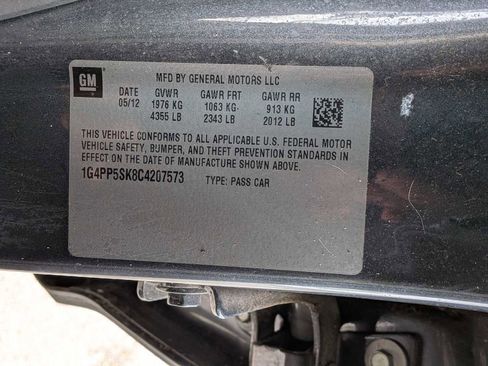 GM
MFD BY GENERAL MOTORS LLC
DATE GVWR GAWR FRT GAWR RR
05/12 1976 KG 1063 KG 913 KG
4355 LB 2343 LB 2012 LB
THIS VEHICLE CONFORMS TO ALL APPLICABLE U.S. FEDERAL MOTOR
VEHICLE SAFETY, BUMPER, AND THEFT PREVENTION STANDARDS IN
EFFECT ON THE DATE OF MANUFACTURE SHOWN ABOVE.
1G4PP5SK8C4207573 TYPE: PASS CAR